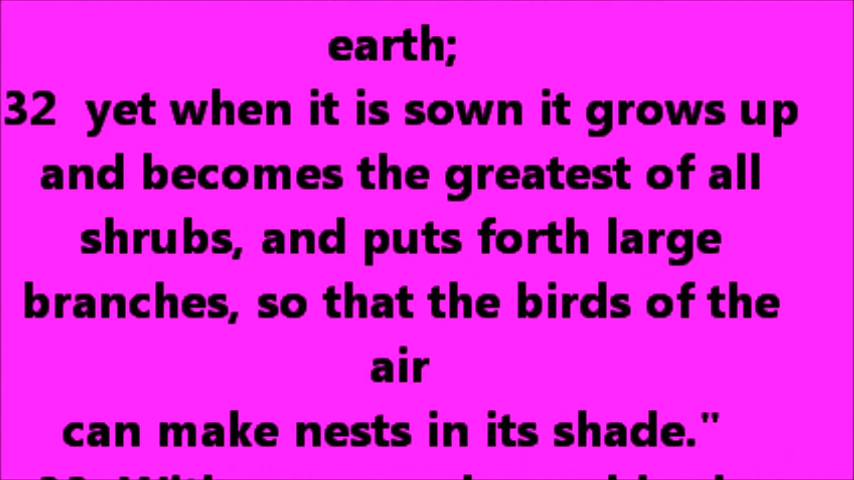 earth;
32 yet when it is sown it grows up
and becomes the greatest of all
shrubs, and puts forth large
branches, so that the birds of the
air
can make nests in its shade."